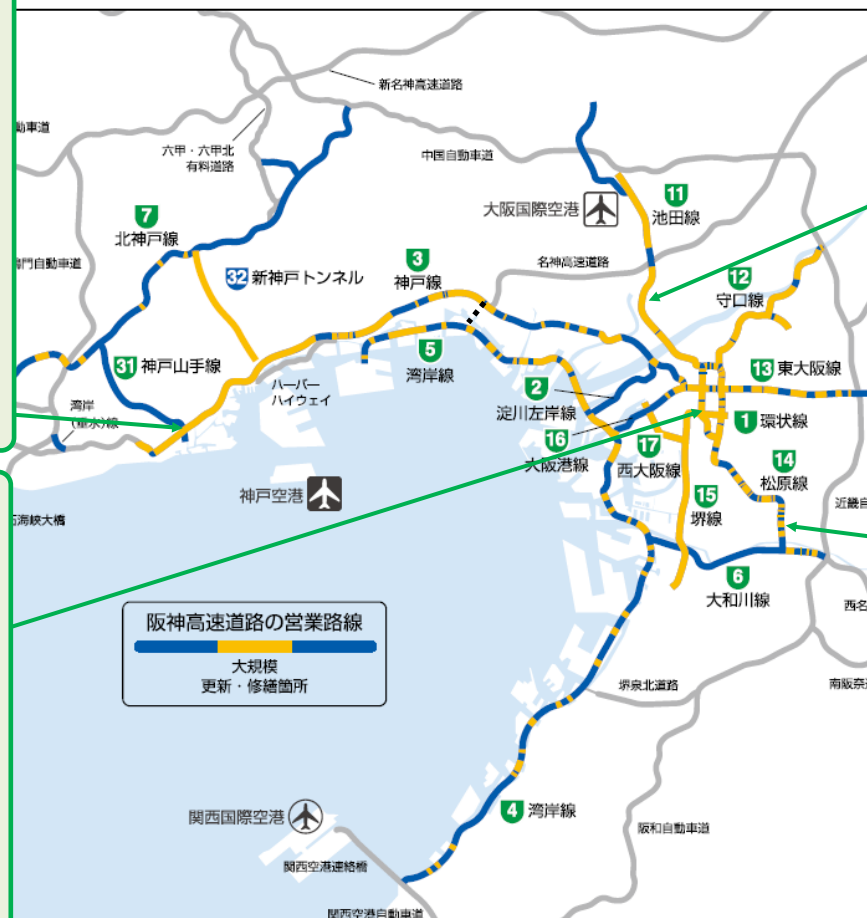 新名神高速道路
動車道
六甲・六甲北
有料道路
中国自動車道
11
大阪国際空港
池田線
7
北神戸線
3
神戸線
名神高速道路
12
守口線
鳴門自動車道
32
新神戸トンネル
31
神戸山手線
5
湾岸線
13
東大阪線
ハーバー
ハイウェイ
2
淀川左岸線
湾岸
(垂水)線
1
環状線
16
大阪港線
17
西大阪線
14
松原線
15
堺線
神戸空港
石海峡大橋
近畿自
6
大和川線
西名
阪神高速道路の営業路線
大規模
更新・修繕箇所
堺泉北道路
南阪奈道
4
湾岸線
関西国際空港
阪和自動車道
関西空港連絡橋
関西空港自動車道